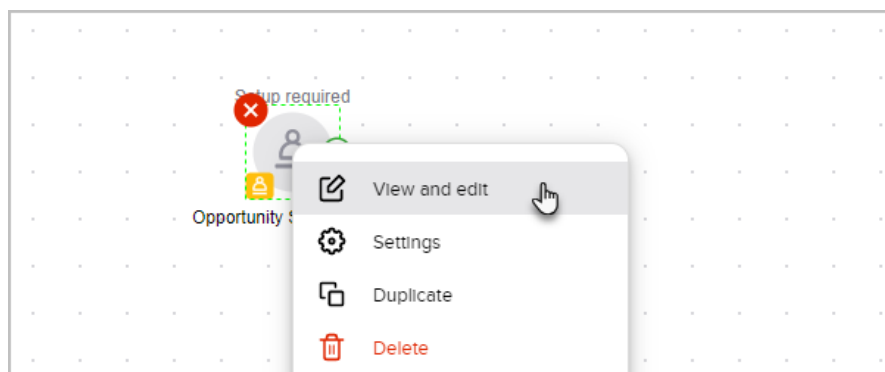 Setup required
Opportunity S
View and edit
Settings
Duplicate
Delete